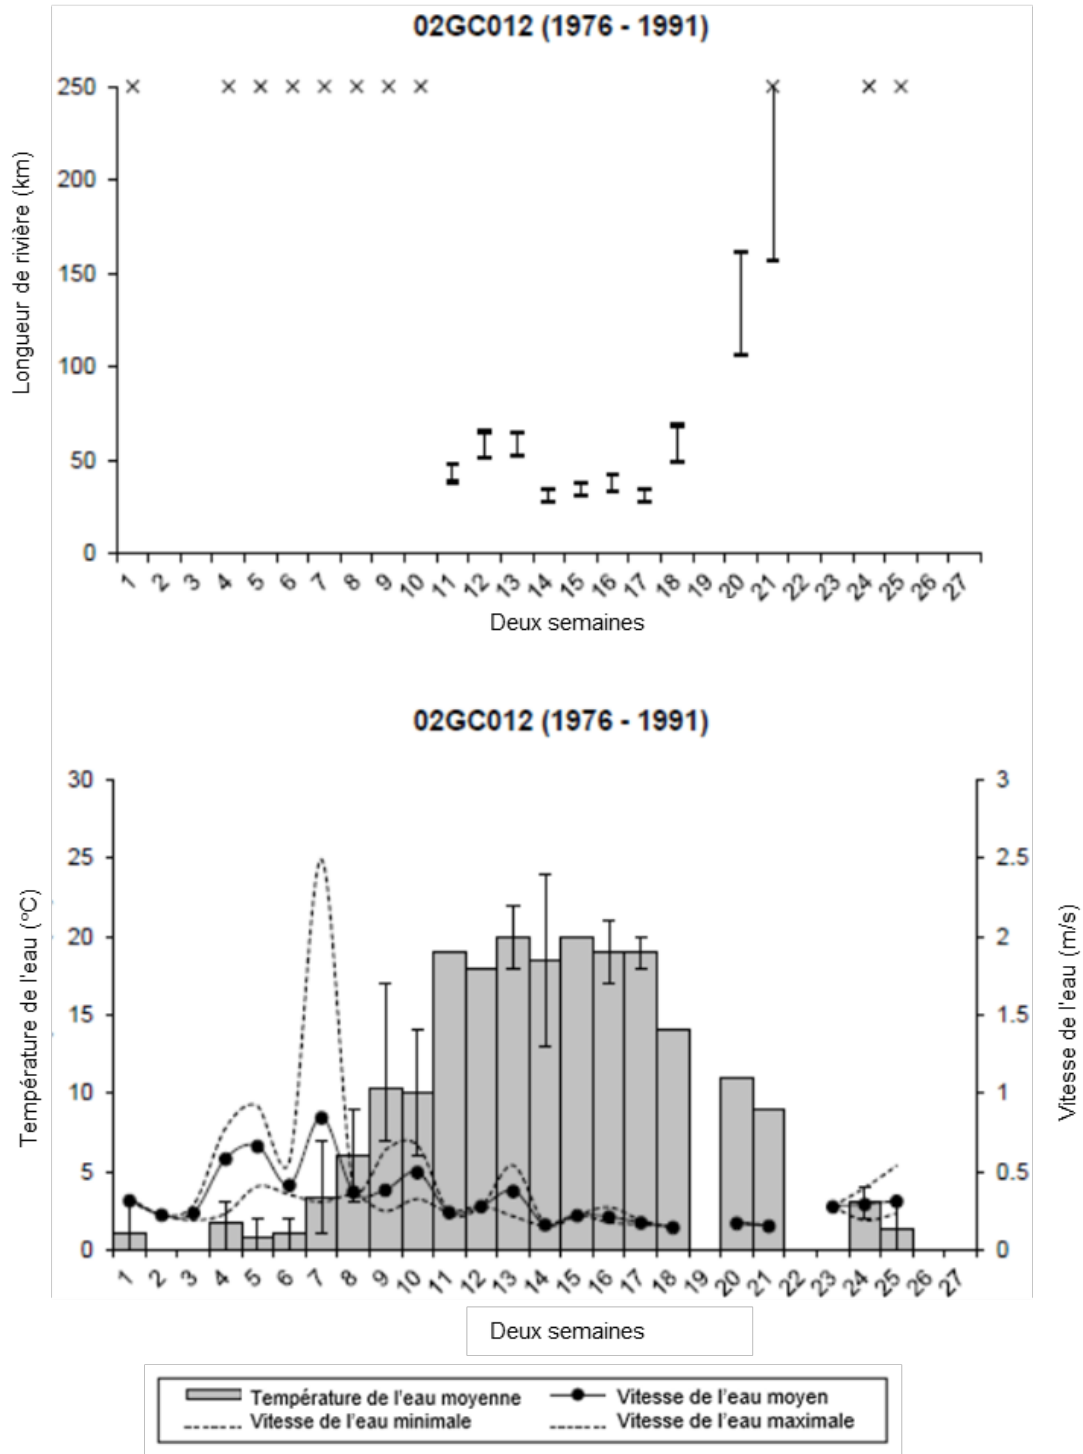 02GC012 (1976 - 1991)
Longueur de rivière (km)
250
200
150
100
50
0
1 2 3 4 5 6 7 8 9 10 11 12 13 14 15 16 17 18 19 20 21 22 23 24 25 26 27
Deux semaines
02GC012 (1976 - 1991)
Température de l'eau (°C)
30
25
20
15
10
5
0
3
2.5
2
1.5
1
0.5
0
Vitesse de l'eau (m/s)
1 2 3 4 5 6 7 8 9 10 11 12 13 14 15 16 17 18 19 20 21 22 23 24 25 26 27
Deux semaines
Température de l'eau moyenne
Vitesse de l'eau moyen
Vitesse de l'eau minimale
Vitesse de l'eau maximale